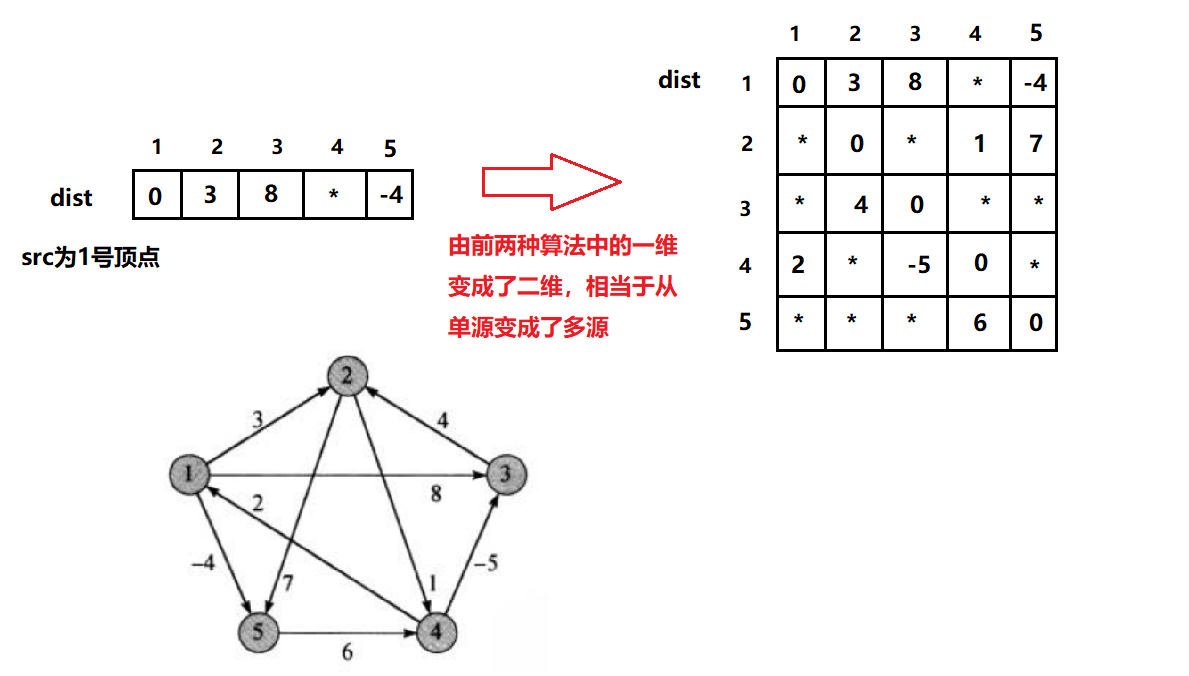 1 2 3 4 5
dist 0 3 8 * -4
src为1号顶点
由前两种算法中的一维
变成了二维，相当于从
单源变成了多源
1 2 3 4 5
dist
1 0 3 8 * -4
2 * 0 * 1 7
3 * 4 0 * *
4 2 * -5 0 *
5 * * * 6 0
2
3 4
1 3
2 8
-4 7 1 -5
5 4
6